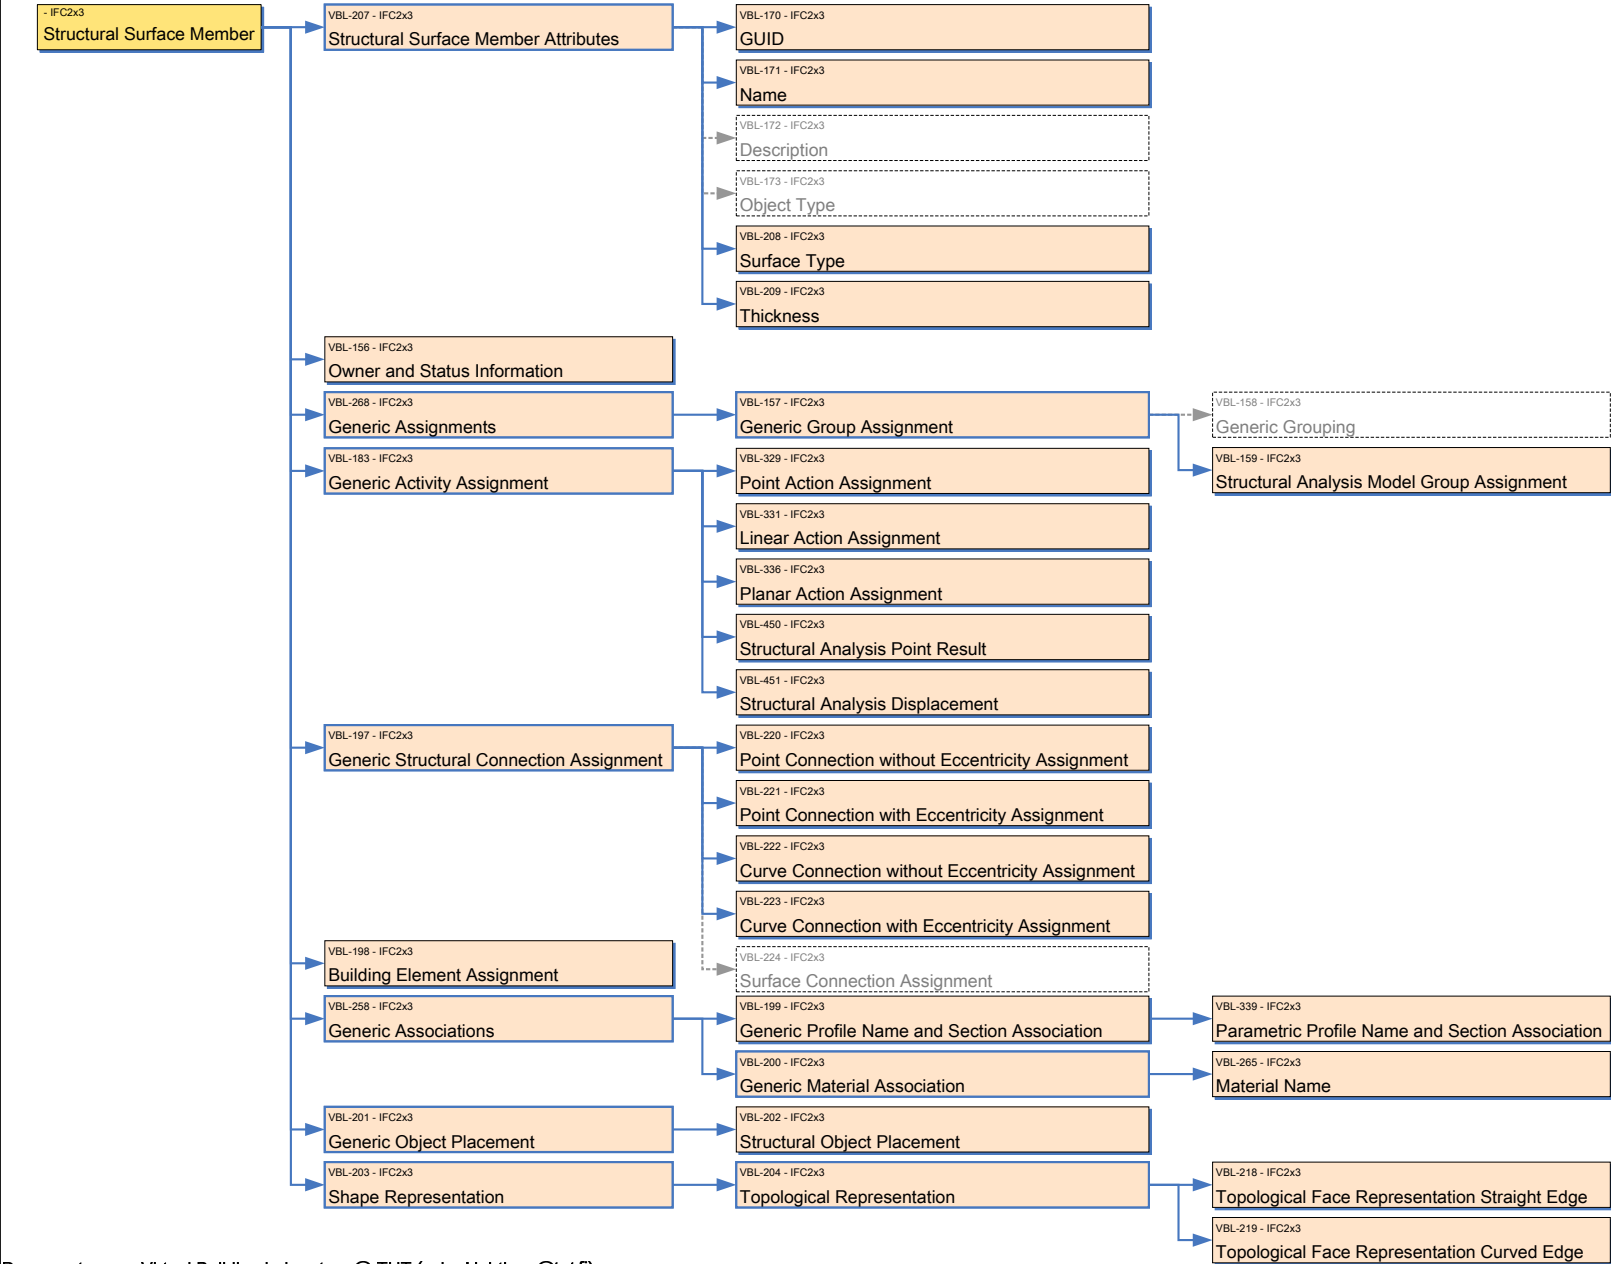 - IFC2x3
Structural Surface Member
VBL-207 - IFC2x3
Structural Surface Member Attributes
VBL-170 - IFC2x3
GUID
VBL-171 - IFC2x3
Name
VBL-172 - IFC2x3
Description
VBL-173 - IFC2x3
Object Type
VBL-208 - IFC2x3
Surface Type
VBL-209 - IFC2x3
Thickness
VBL-156 - IFC2x3
Owner and Status Information
VBL-268 - IFC2x3
Generic Assignments
VBL-157 - IFC2x3
Generic Group Assignment
VBL-158 - IFC2x3
Generic Grouping
VBL-159 - IFC2x3
Structural Analysis Model Group Assignment
VBL-183 - IFC2x3
Generic Activity Assignment
VBL-329 - IFC2x3
Point Action Assignment
VBL-331 - IFC2x3
Linear Action Assignment
VBL-336 - IFC2x3
Planar Action Assignment
VBL-450 - IFC2x3
Structural Analysis Point Result
VBL-451 - IFC2x3
Structural Analysis Displacement
VBL-197 - IFC2x3
Generic Structural Connection Assignment
VBL-220 - IFC2x3
Point Connection without Eccentricity Assignment
VBL-221 - IFC2x3
Point Connection with Eccentricity Assignment
VBL-222 - IFC2x3
Curve Connection without Eccentricity Assignment
VBL-223 - IFC2x3
Curve Connection with Eccentricity Assignment
VBL-224 - IFC2x3
Surface Connection Assignment
VBL-198 - IFC2x3
Building Element Assignment
VBL-258 - IFC2x3
Generic Associations
VBL-199 - IFC2x3
Generic Profile Name and Section Association
VBL-339 - IFC2x3
Parametric Profile Name and Section Association
VBL-200 - IFC2x3
Generic Material Association
VBL-265 - IFC2x3
Material Name
VBL-201 - IFC2x3
Generic Object Placement
VBL-202 - IFC2x3
Structural Object Placement
VBL-203 - IFC2x3
Shape Representation
VBL-204 - IFC2x3
Topological Representation
VBL-218 - IFC2x3
Topological Face Representation Straight Edge
VBL-219 - IFC2x3
Topological Face Representation Curved Edge